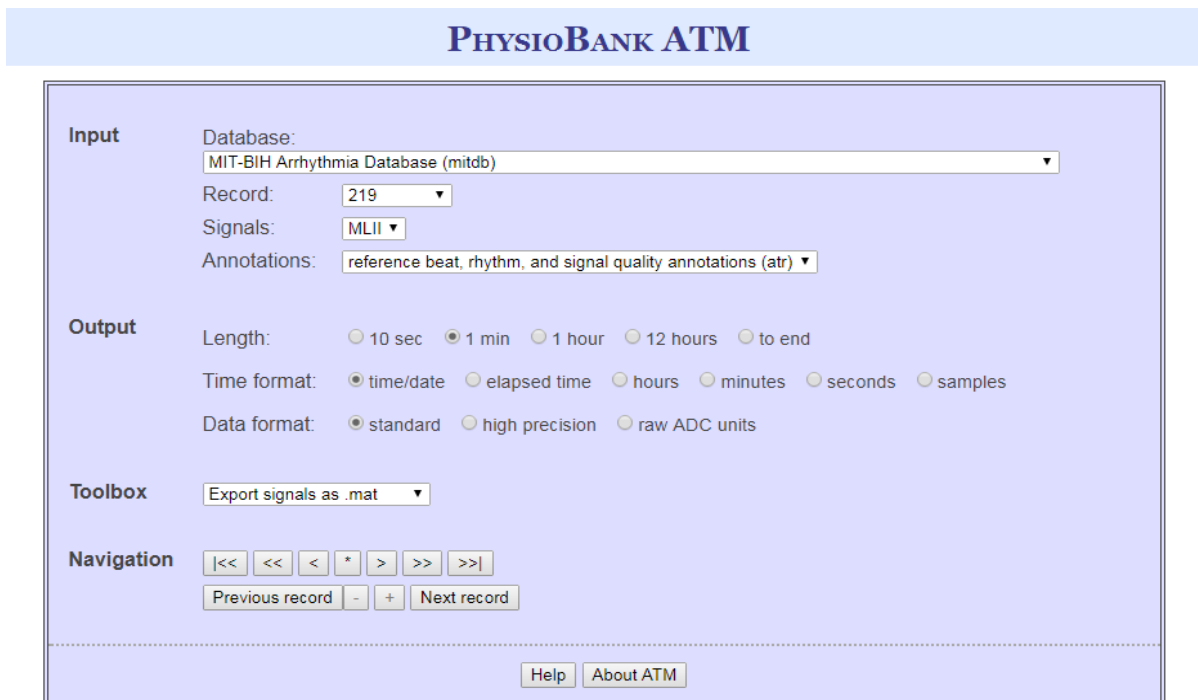 PHYSIOBANK ATM
Input
Database:
MIT-BIH Arrhythmia Database (mitdb)
Record: 219
Signals: MLII
Annotations: reference beat, rhythm, and signal quality annotations (atr)
Output
Length: 10 sec 1 min 1 hour 12 hours to end
Time format: time/date elapsed time hours minutes seconds samples
Data format: standard high precision raw ADC units
Toolbox Export signals as .mat
Navigation |<< << < * > >> >>|
Previous record - + Next record
Help About ATM